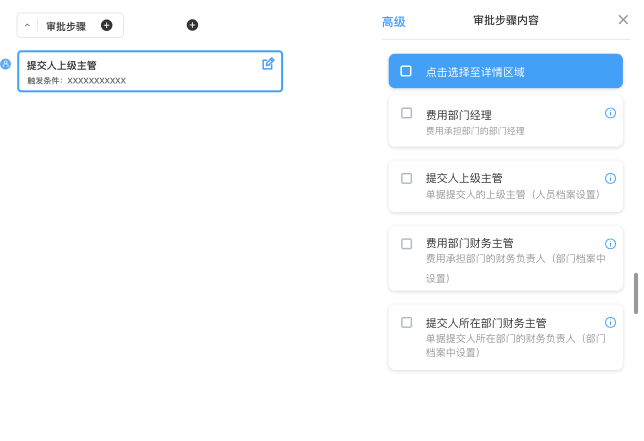 审批步骤
提交人上级主管
触发条件：XXXXXXXXXXX
高级
审批步骤内容
点击选择至详情区域
费用部门经理
费用承担部门的部门经理
提交人上级主管
单据提交人的上级主管（人员档案设置）
费用部门财务主管
费用承担部门的财务负责人（部门档案中
设置）
提交人所在部门财务主管
单据提交人所在部门的财务负责人（部门
档案中设置）